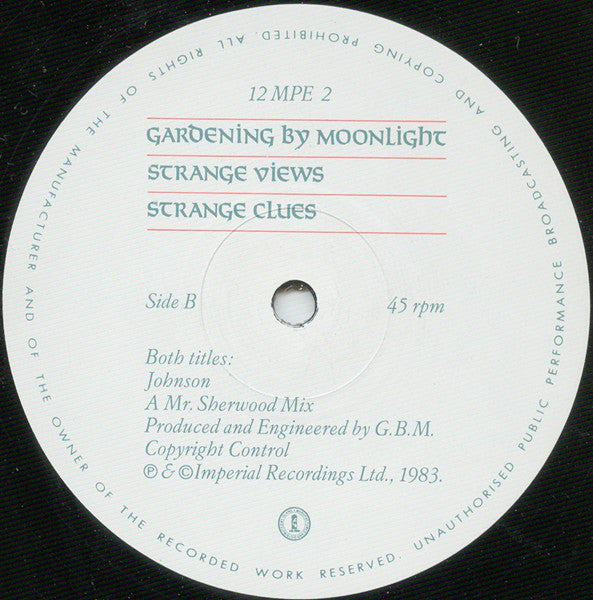 12 MPE 2
GARDENING BY MOONLIGHT
STRANGE VIEWS
STRANGE CLUES
Side B
45 rpm
Both titles:
Johnson
A Mr. Sherwood Mix
Produced and Engineered by G.B.M.
Copyright Control
℗ & ©Imperial Recordings Ltd., 1983.
ALL RIGHTS OF THE MANUFACTURER AND OF THE OWNER OF THE RECORDED WORK RESERVED. UNAUTHORISED PUBLIC PERFORMANCE BROADCASTING AND COPYING PROHIBITED.